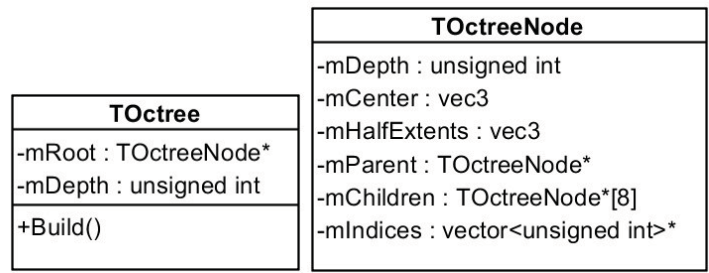 TOctree
-mRoot : TOctreeNode*
-mDepth : unsigned int
+Build()
TOctreeNode
-mDepth : unsigned int
-mCenter : vec3
-mHalfExtents : vec3
-mParent : TOctreeNode*
-mChildren : TOctreeNode*[8]
-mIndices : vector<unsigned int>*